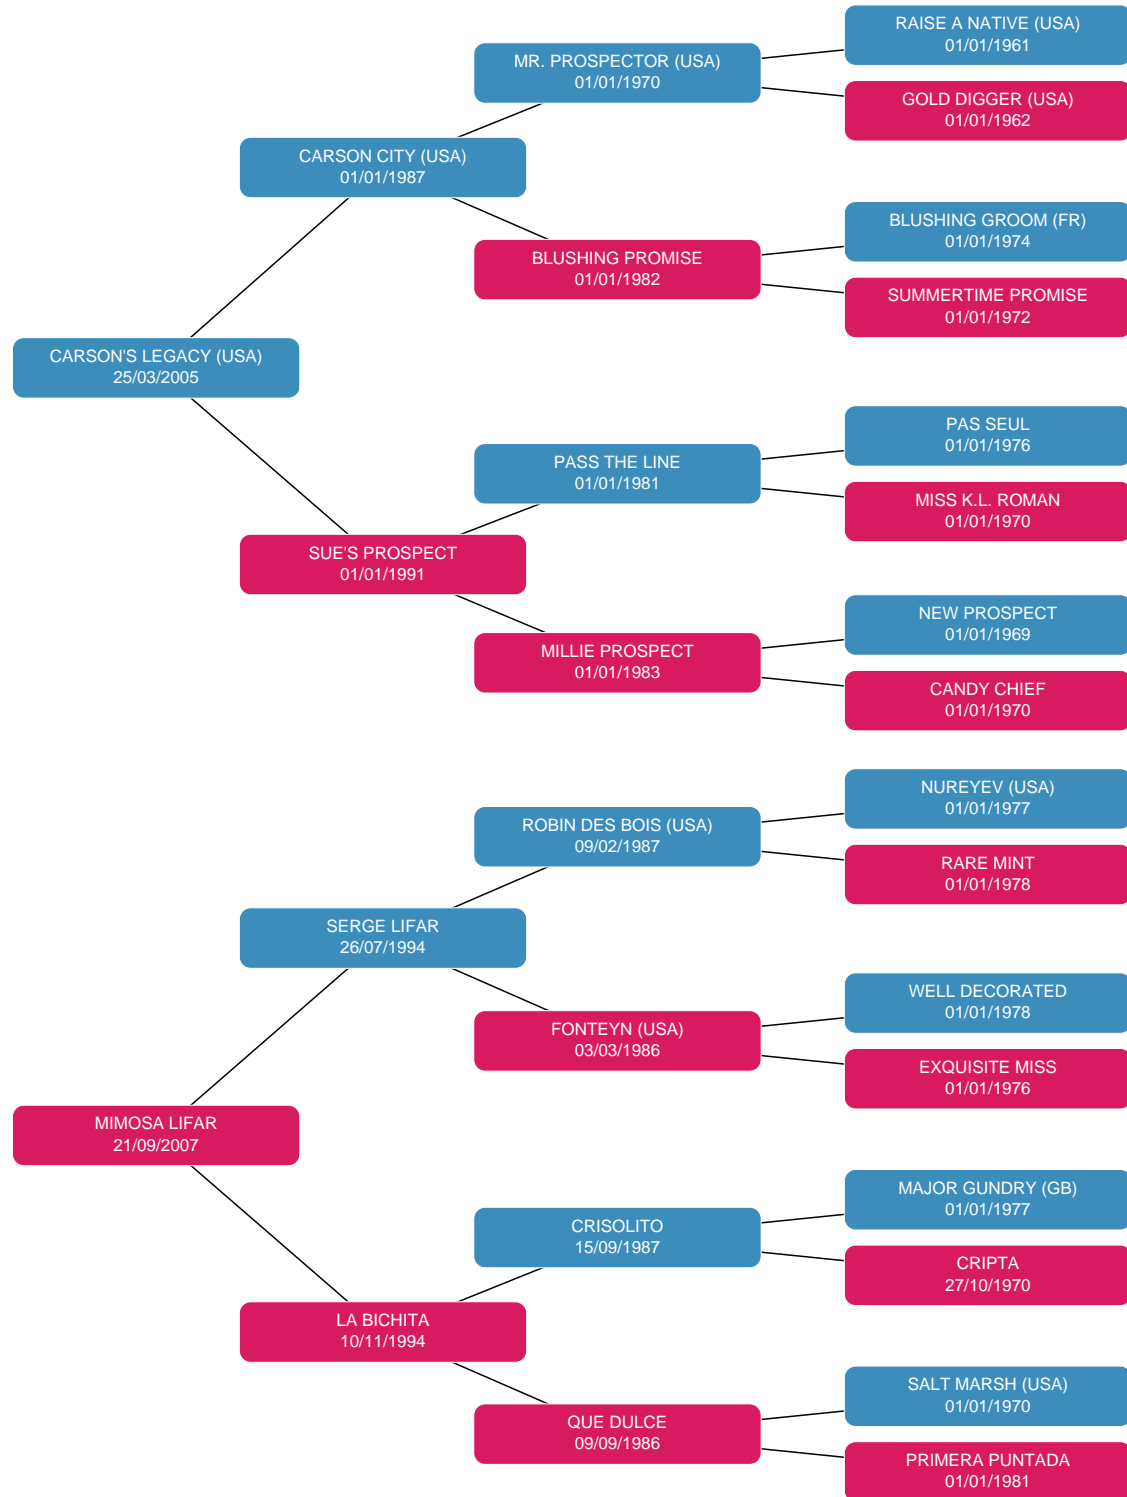 RAISE A NATIVE (USA)
01/01/1961
MR. PROSPECTOR (USA)
01/01/1970
GOLD DIGGER (USA)
01/01/1962
CARSON CITY (USA)
01/01/1987
BLUSHING GROOM (FR)
01/01/1974
BLUSHING PROMISE
01/01/1982
SUMMERTIME PROMISE
01/01/1972
CARSON'S LEGACY (USA)
25/03/2005
PAS SEUL
01/01/1976
PASS THE LINE
01/01/1981
MISS K.L. ROMAN
01/01/1970
SUE'S PROSPECT
01/01/1991
NEW PROSPECT
01/01/1969
MILLIE PROSPECT
01/01/1983
CANDY CHIEF
01/01/1970
NUREYEV (USA)
01/01/1977
ROBIN DES BOIS (USA)
09/02/1987
RARE MINT
01/01/1978
SERGE LIFAR
26/07/1994
WELL DECORATED
01/01/1978
FONTEYN (USA)
03/03/1986
EXQUISITE MISS
01/01/1976
MIMOSA LIFAR
21/09/2007
MAJOR GUNDRY (GB)
01/01/1977
CRISOLITO
15/09/1987
CRIPTA
27/10/1970
LA BICHITA
10/11/1994
SALT MARSH (USA)
01/01/1970
QUE DULCE
09/09/1986
PRIMERA PUNTADA
01/01/1981